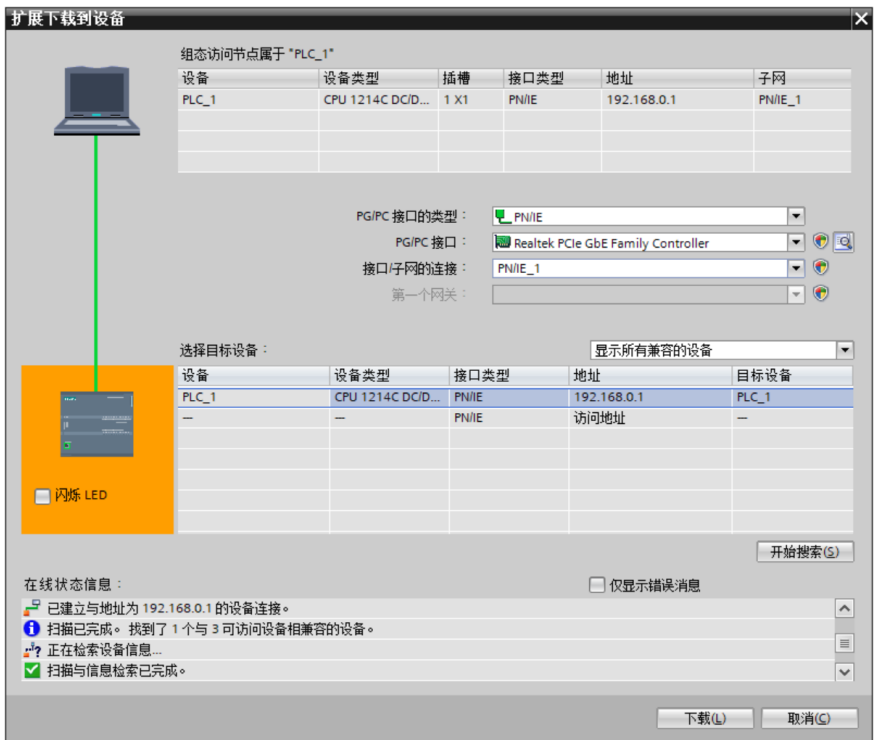 扩展下载到设备
组态访问节点属于 "PLC_1"
设备 设备类型 插槽 接口类型 地址 子网
PLC_1 CPU 1214C DC/D... 1 X1 PN/IE 192.168.0.1 PN/IE_1
PG/PC 接口的类型： PN/IE
PG/PC 接口： Realtek PCIe GbE Family Controller
接口/子网的连接： PN/IE_1
第一个网关：
选择目标设备： 显示所有兼容的设备
设备 设备类型 接口类型 地址 目标设备
PLC_1 CPU 1214C DC/D... PN/IE 192.168.0.1 PLC_1
— — PN/IE 访问地址 —
闪烁 LED
开始搜索(S)
在线状态信息： 仅显示错误消息
已建立与地址为 192.168.0.1 的设备连接。
扫描已完成。 找到了 1 个与 3 可访问设备相兼容的设备。
正在检索设备信息...
扫描与信息检索已完成。
下载(L) 取消(C)